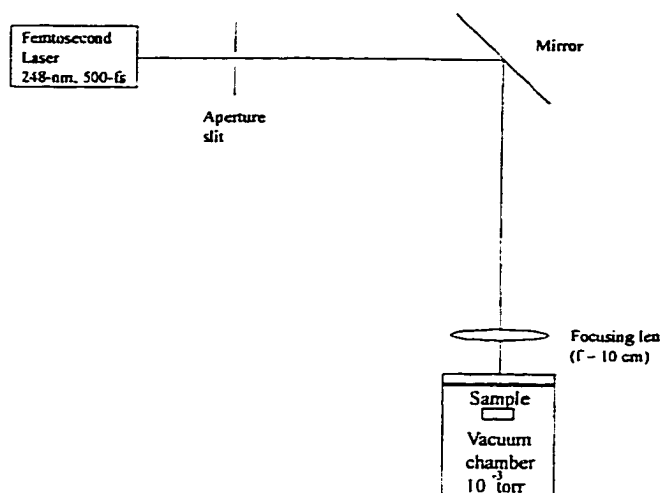 Femtosecond
Laser
248-nm, 500-fs
Mirror
Aperture
slit
Focusing len
(f - 10 cm)
Sample
Vacuum
chamber
10⁻³ torr